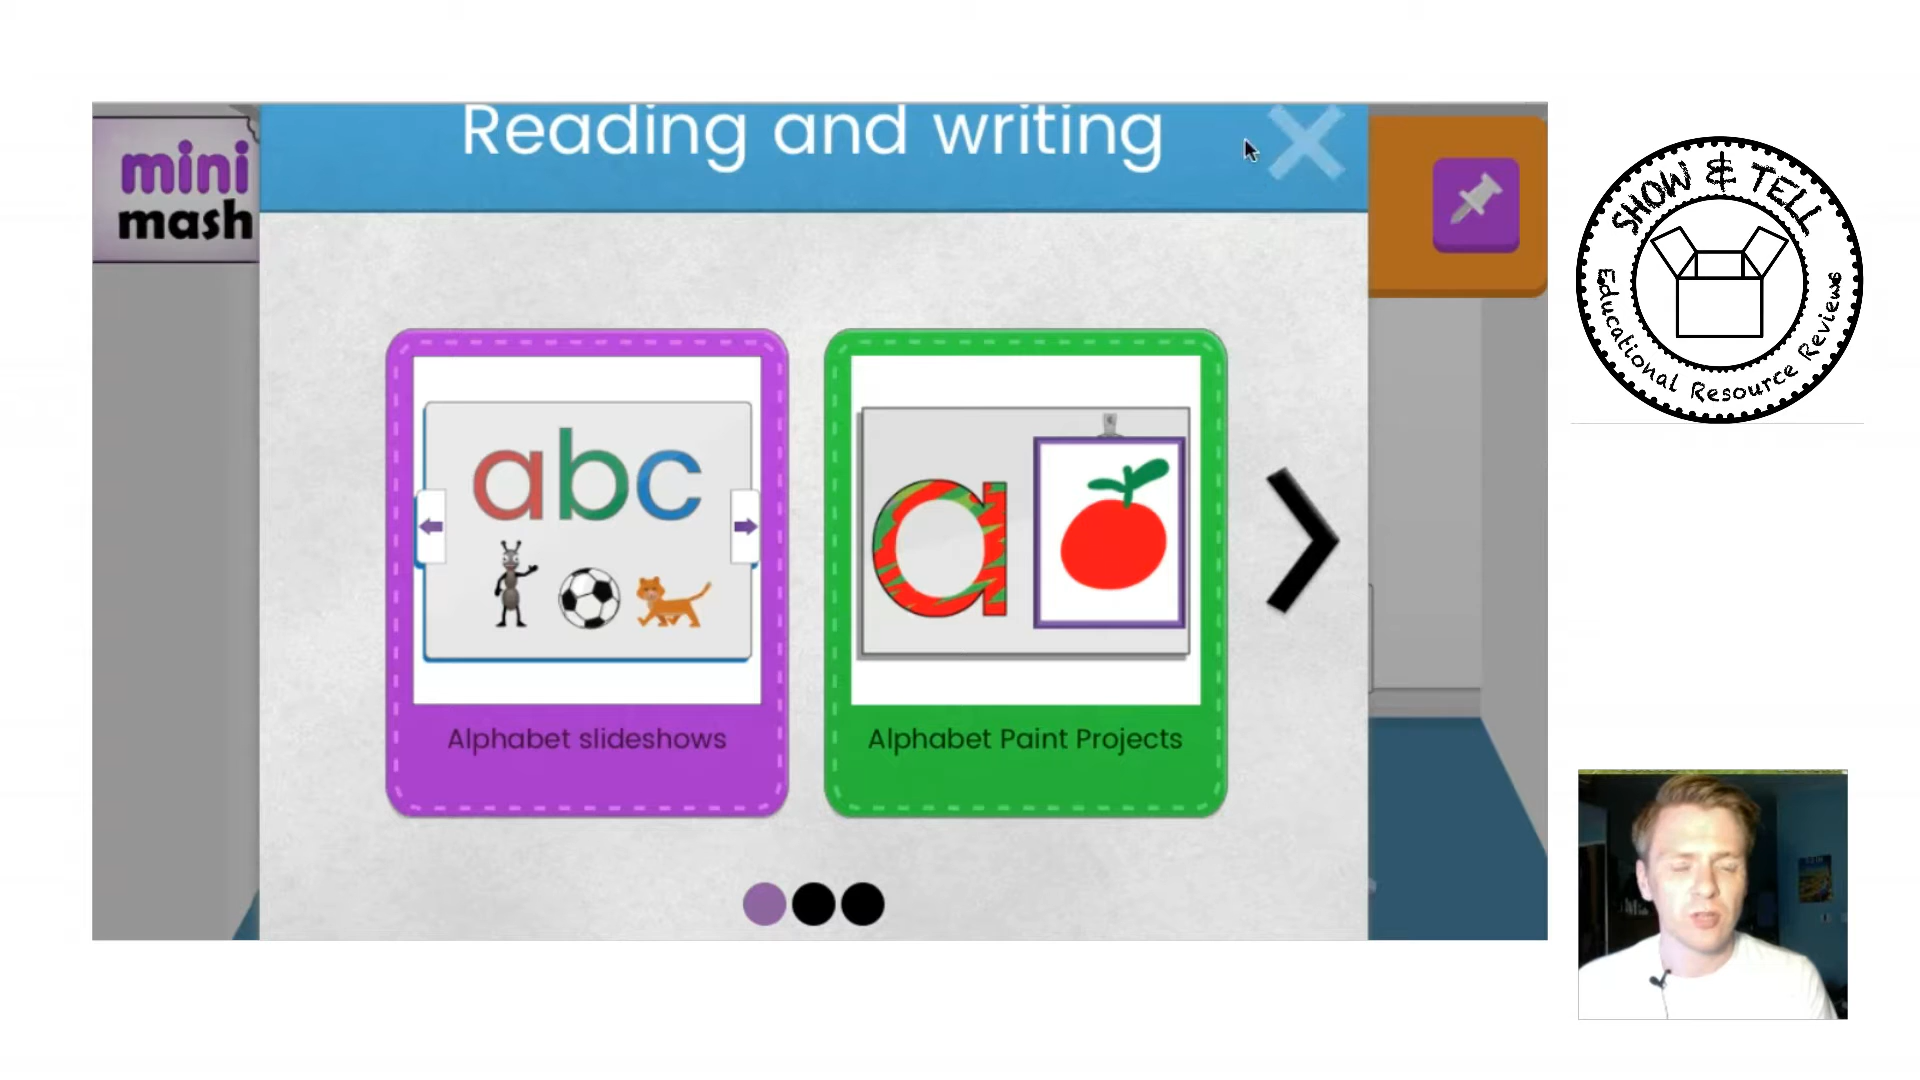 Reading and writing
mini
mash
SHOW & TELL
Educational Resource Reviews
abc
a
Alphabet slideshows
Alphabet Paint Projects